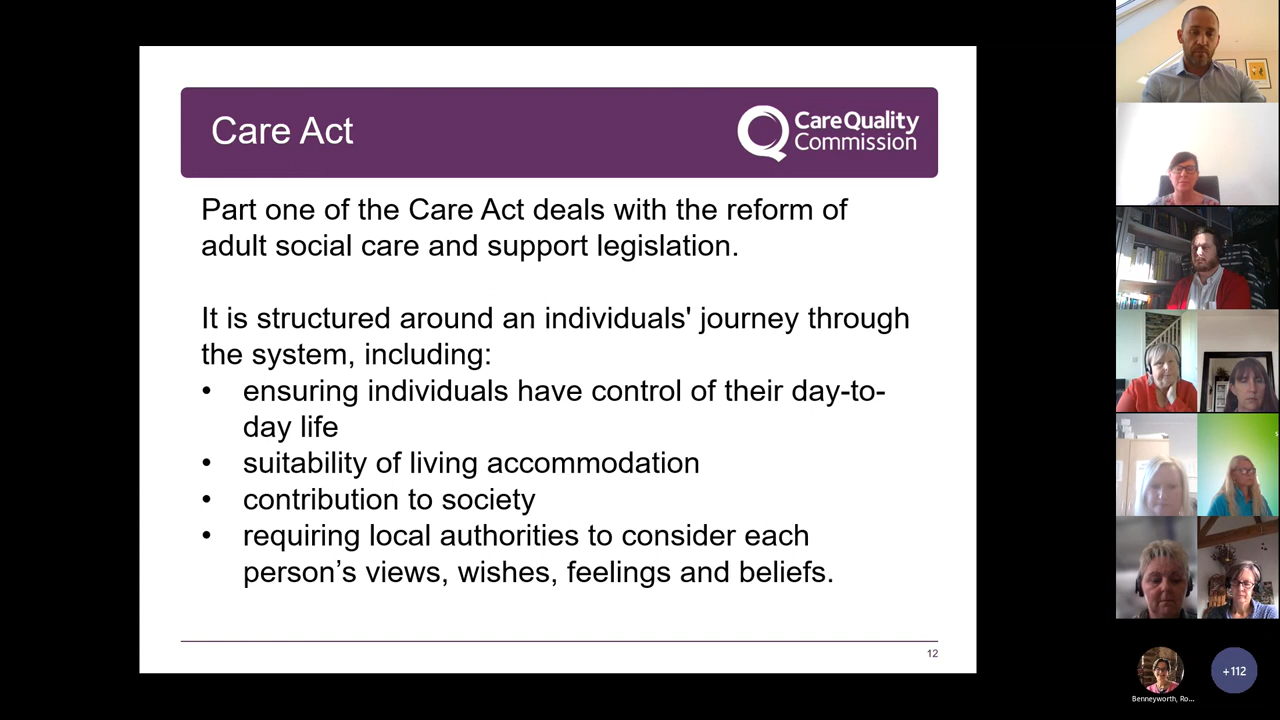 Care Act
CareQuality
Commission
Part one of the Care Act deals with the reform of
adult social care and support legislation.
It is structured around an individuals' journey through
the system, including:
• ensuring individuals have control of their day-to-
day life
• suitability of living accommodation
• contribution to society
• requiring local authorities to consider each
person’s views, wishes, feelings and beliefs.
12
+112
Benneyworth, Ro...